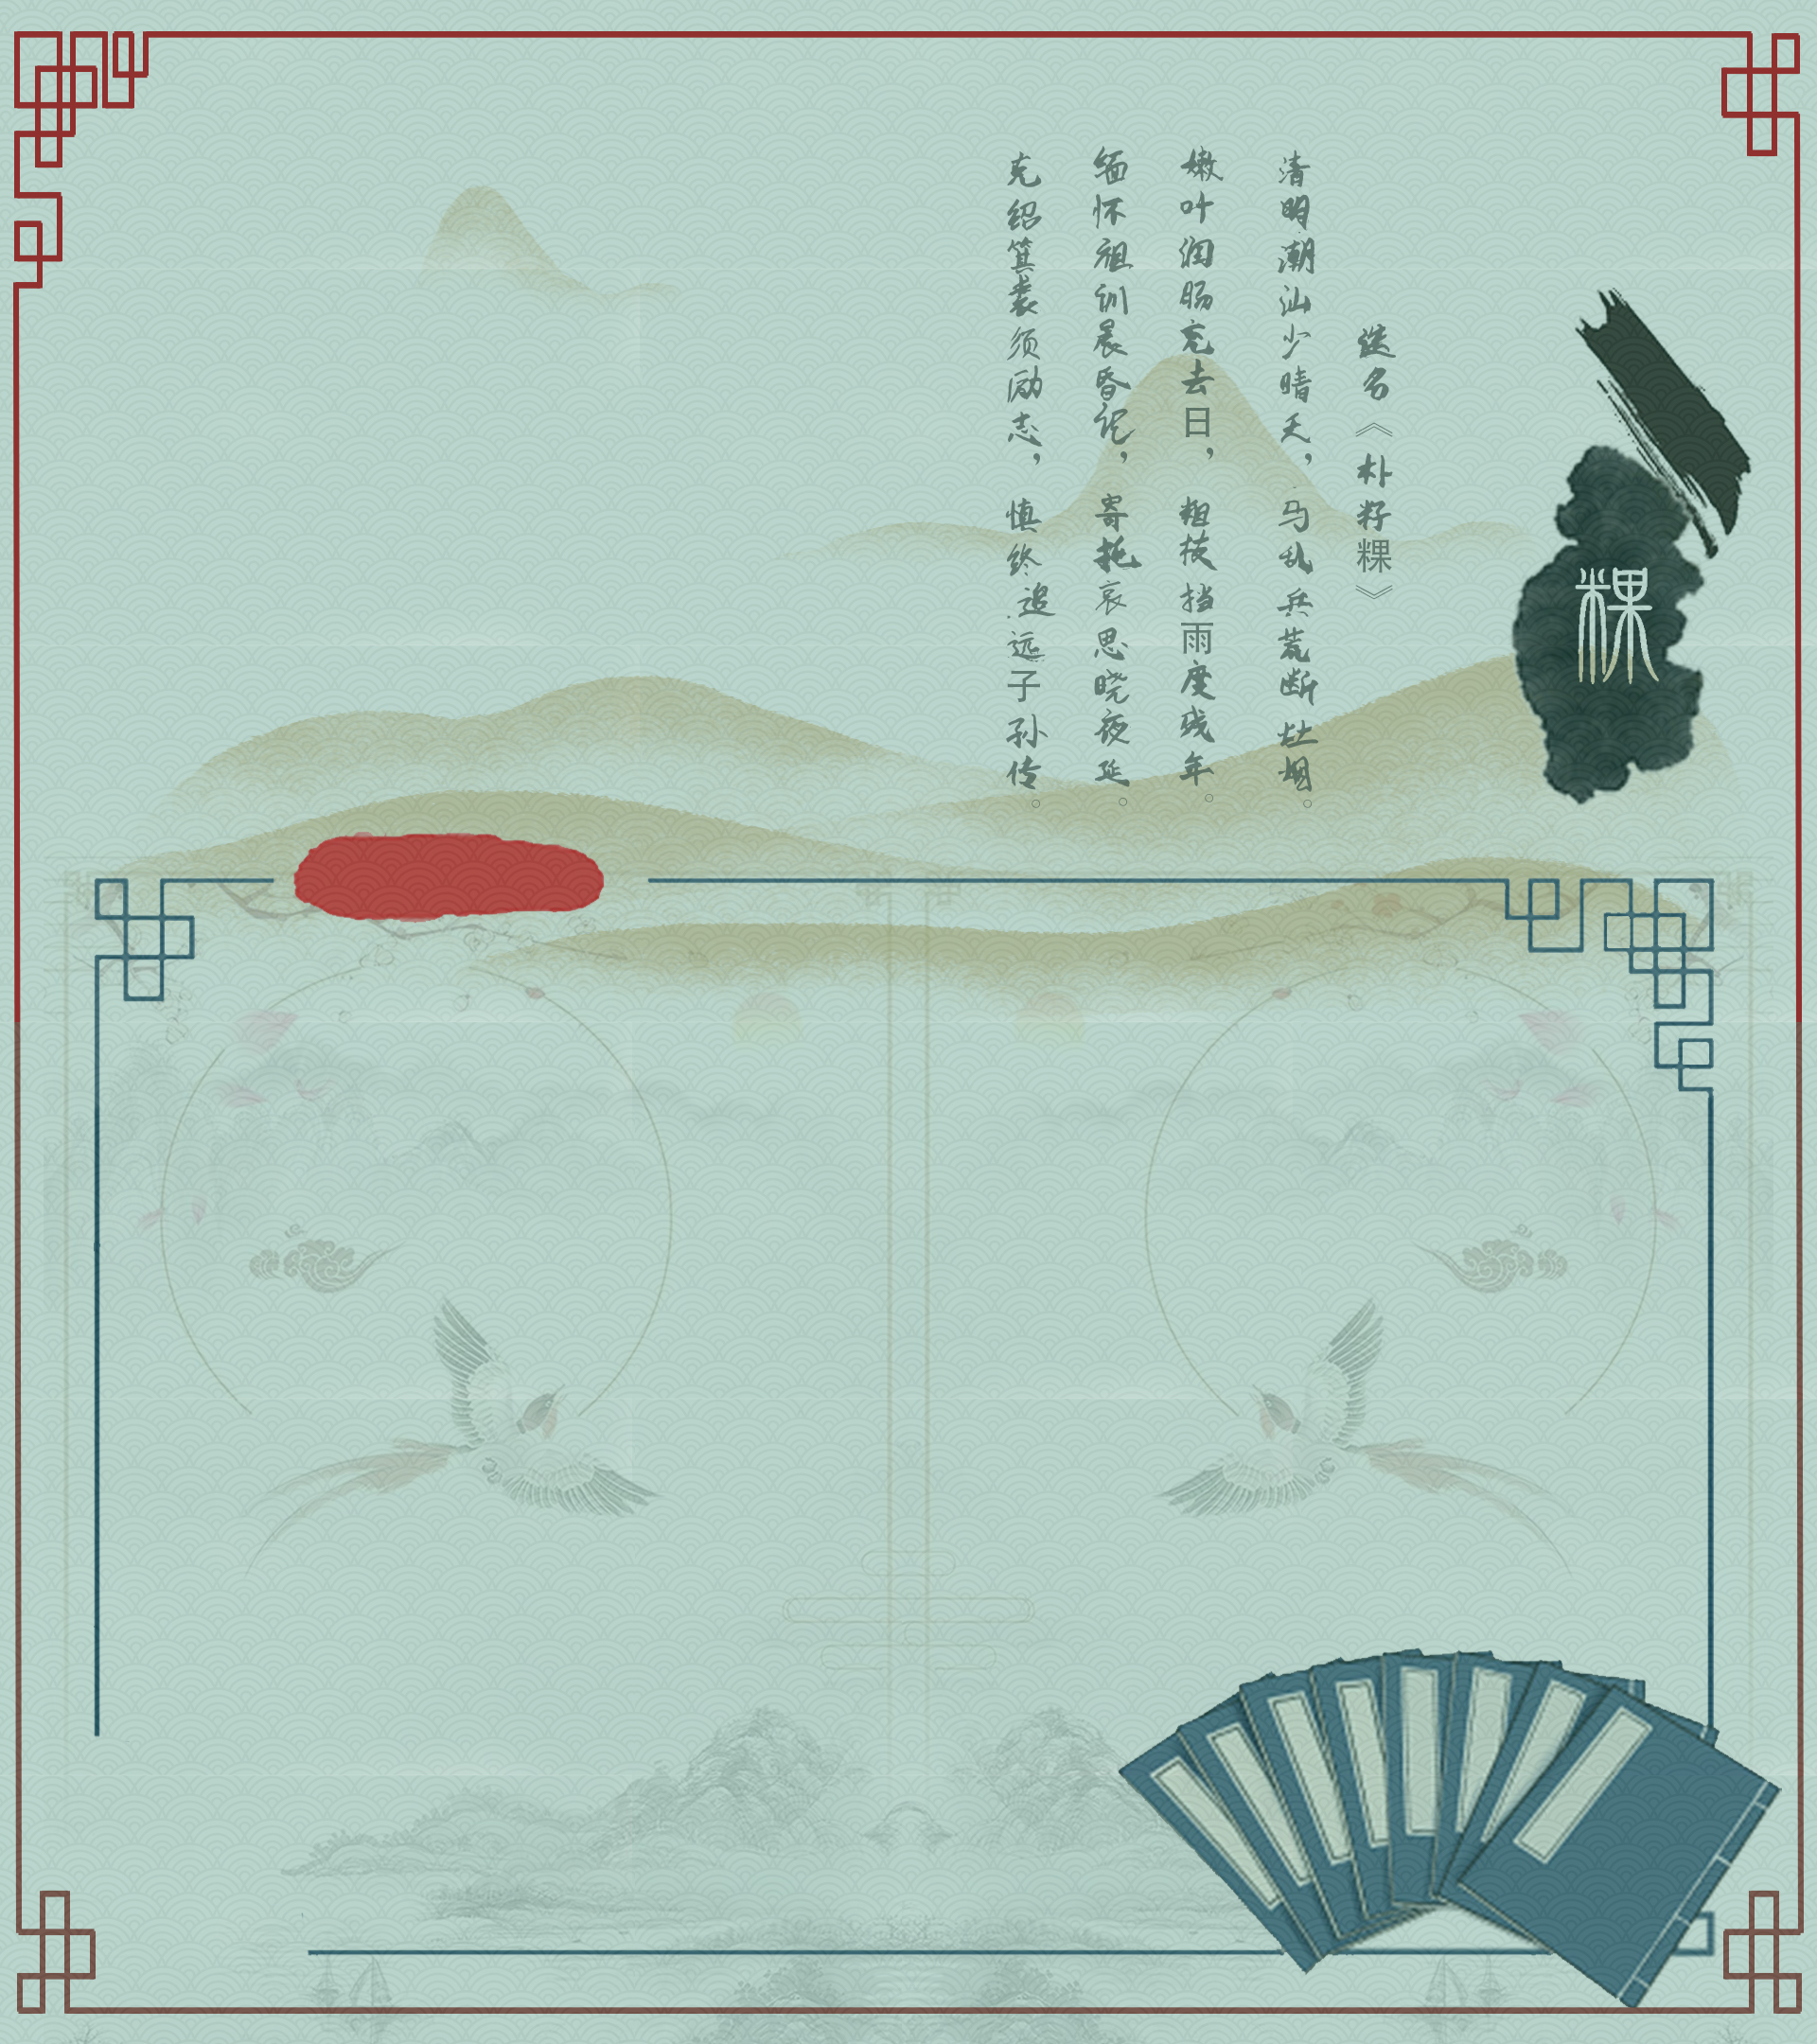 粿
迭名《朴籽粿》
清明潮汕少晴天，马乱兵荒断灶烟。
嫩叶润肠充去日，粗枝挡雨度残年。
缅怀祖训晨昏记，寄托哀思晓夜延。
克绍箕裘须励志，慎终追远子孙传。